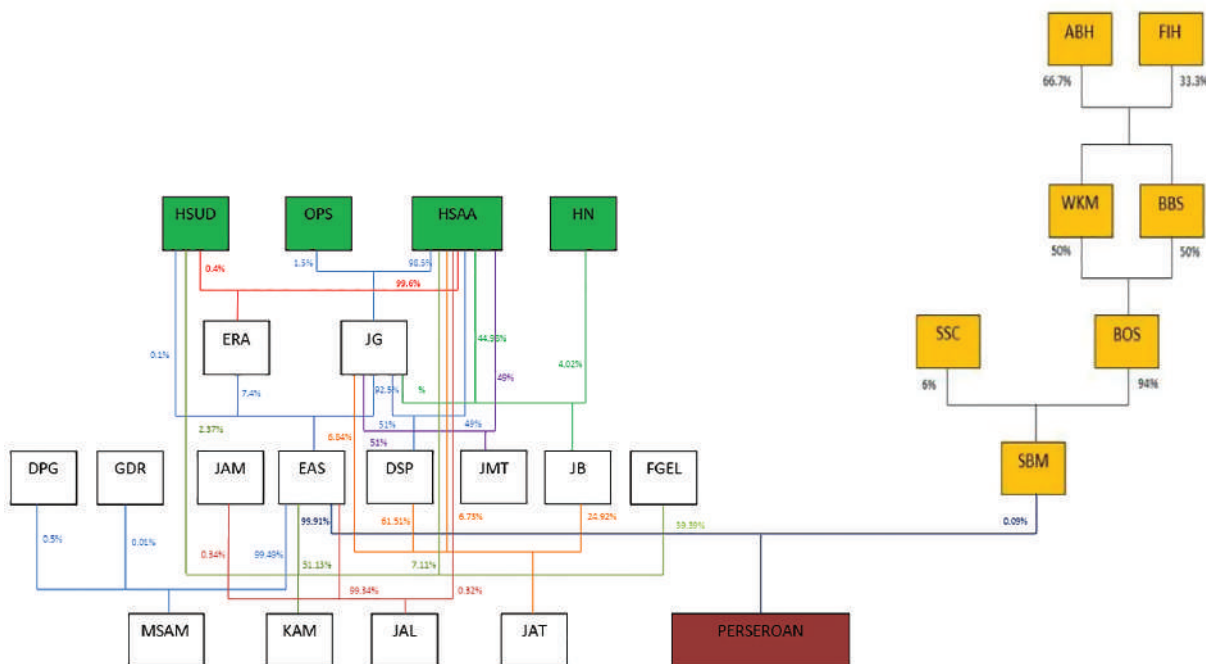 ABH FIH
66.7% 33.3%
HSUD OPS HSAA HN WKM BBS
50% 50%
0.4% 1.5% 98.5%
99.6%
ERA JG SSC BOS
0.1% 44.98% 4.02%
6% 94%
7.4% 92.5% % 49%
2.37% 51% 49%
6.84% 51%
DPG GDR JAM EAS DSP JMT JB FGEL SBM
99.91% 61.51% 6.73% 24.92% 39.39% 0.09%
0.5% 0.01% 0.34% 99.49% 51.13% 7.11%
99.34% 0.32%
MSAM KAM JAL JAT PERSEROAN